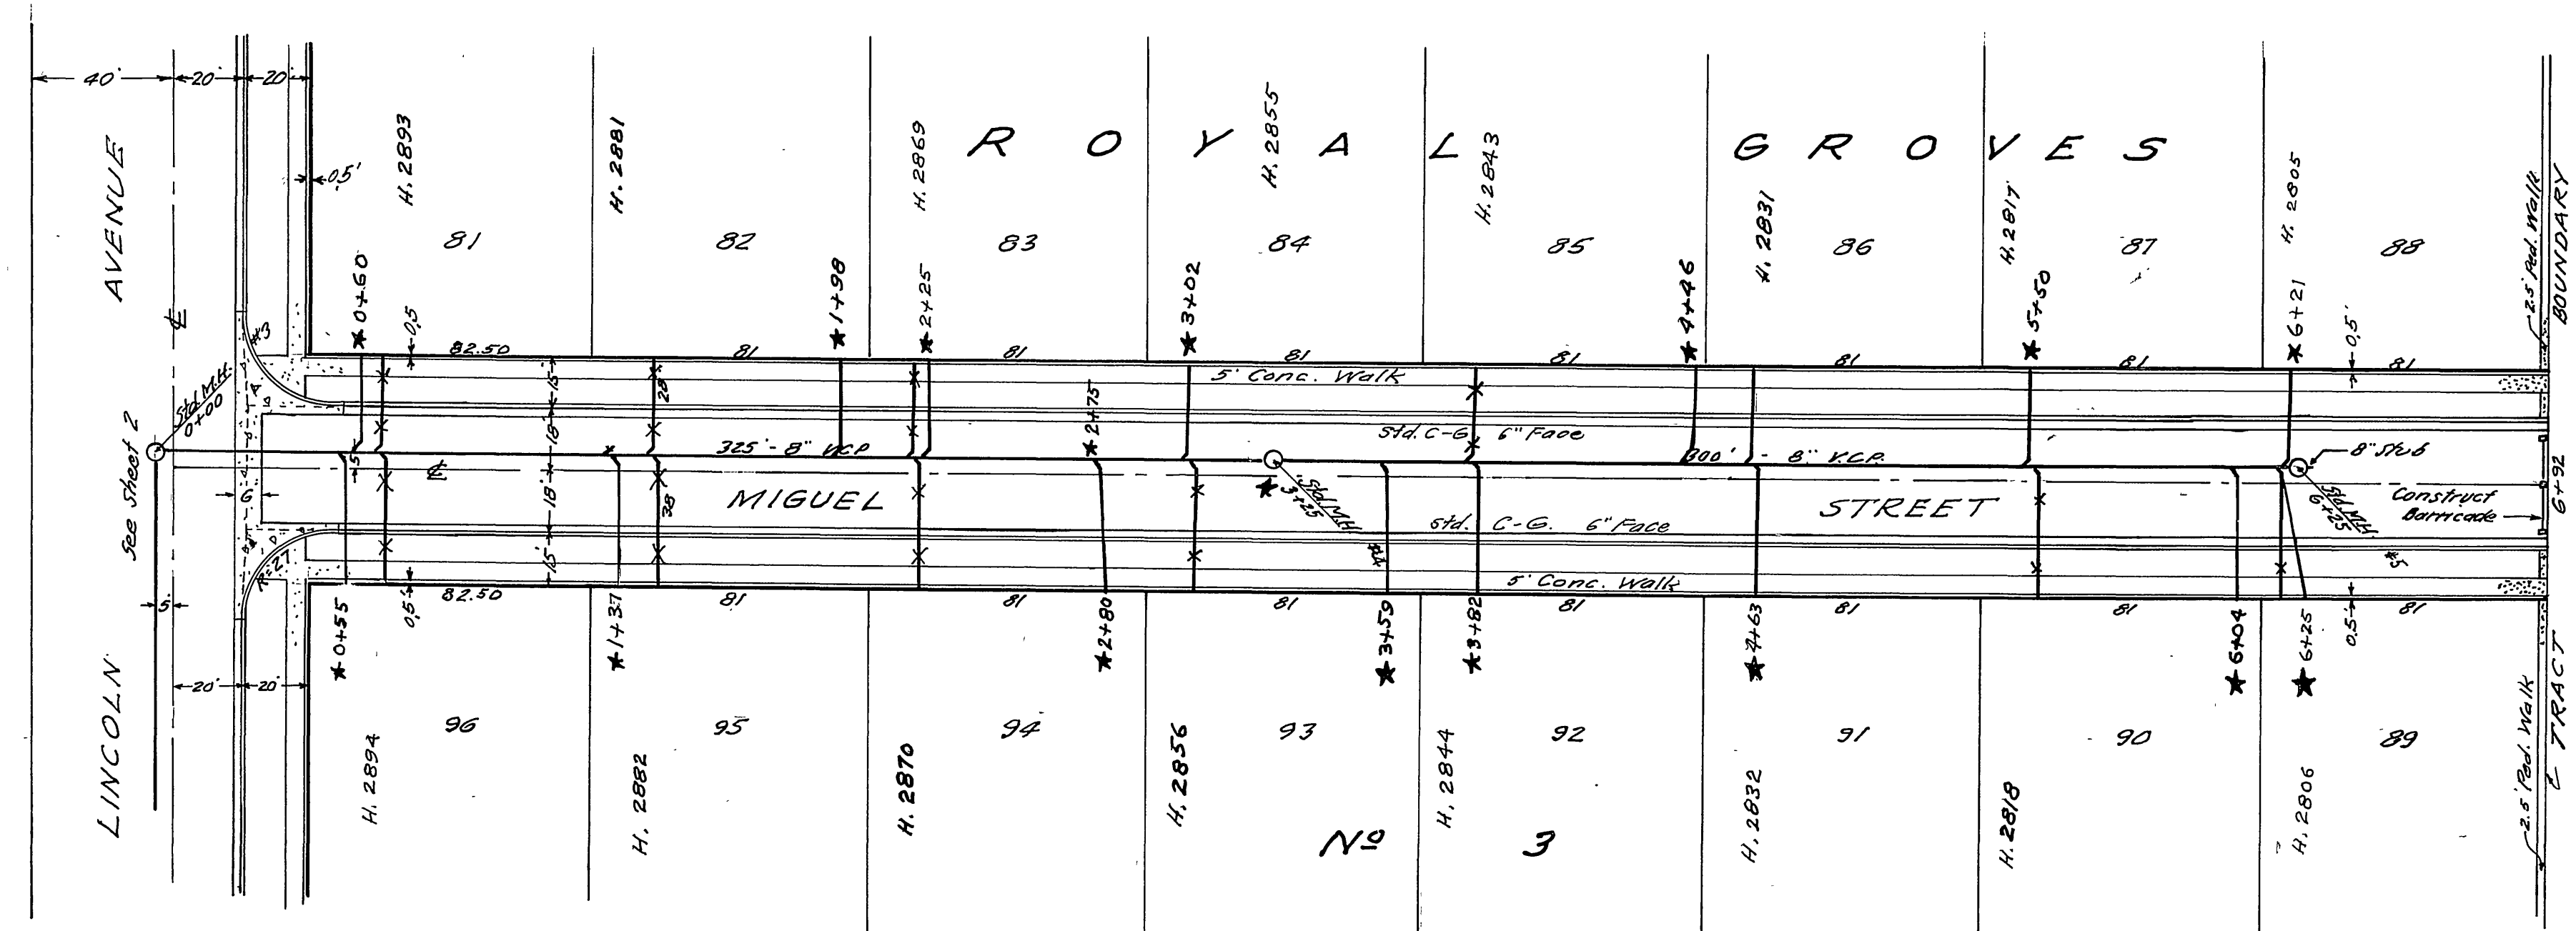 40'
20'
20'
AVENUE
0.5'
H. 2893
H. 2881
H. 2869
H. 2855
H. 2843
H. 2831
H. 2817
H. 2805
ROYAL GROVES
81
82
83
84
85
86
87
88
2.5' Ped. Walk
BOUNDARY
★ 0+60
★ 1+98
★ 2+25
★ 3+02
★ 4+46
★ 5+50
★ 6+21
0.5
0.5'
82.50
81
81
81
81
81
81
81
5' Conc. Walk
Std. M.H.
0+00
See Sheet 2
#3
15'
28
18'
★ 2+75
Std. C-G 6" Face
5'
325' - 8" V.C.P.
300' - 8" V.C.P.
8" Stub
6'
℄
℄
MIGUEL STREET
18'
38
★
Std. M.H.
3+25
Std. M.H.
6+25
Construct
Barricade
6+92
Std. C-G. 6" Face
15'
5' Conc. Walk
5'
0.5'
82.50
81
81
81
81
81
81
81
0.5'
★ 0+55
★ 1+37
★ 2+80
★ 3+59
★ 3+82
★ 4+63
★ 6+04
★ 6+25
20'
20'
LINCOLN
96
95
94
93
92
91
90
89
H. 2894
H. 2882
H. 2870
H. 2856
H. 2844
H. 2832
H. 2818
H. 2806
2.5' Ped. Walk
TRACT
Nº 3